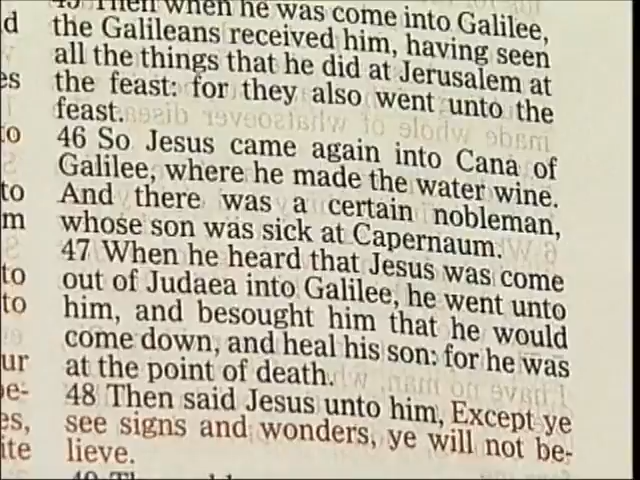 45 Then when he was come into Galilee,
the Galileans received him, having seen
all the things that he did at Jerusalem at
the feast: for they also went unto the
feast.
46 So Jesus came again into Cana of
Galilee, where he made the water wine.
And there was a certain nobleman,
whose son was sick at Capernaum.
47 When he heard that Jesus was come
out of Judaea into Galilee, he went unto
him, and besought him that he would
come down, and heal his son: for he was
at the point of death.
48 Then said Jesus unto him, Except ye
see signs and wonders, ye will not be-
lieve.